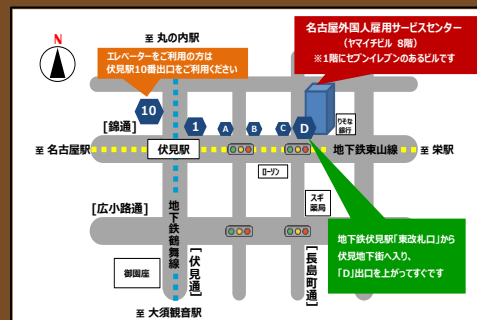 至 丸の内駅
名古屋外国人雇用サービスセンター
（ヤマイチビル 8階）
※1階にセブンイレブンのあるビルです
N
エレベーターをご利用の方は
伏見駅10番出口をご利用ください
10
[錦通]
1
A
B
C
D
りそな
銀行
至 名古屋駅
伏見駅
地下鉄東山線
至 栄駅
ローソン
スギ
薬局
[広小路通]
地下鉄鶴舞線
[伏見通]
[長島町通]
御園座
地下鉄伏見駅「東改札口」から
伏見地下街へ入り、
「D」出口を上がってすぐです
至 大須観音駅